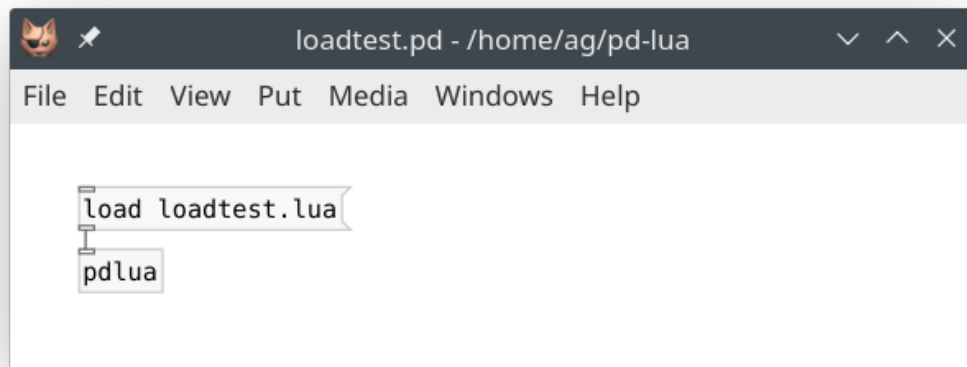 loadtest.pd - /home/ag/pd-lua
File Edit View Put Media Windows Help
load loadtest.lua
pdlua